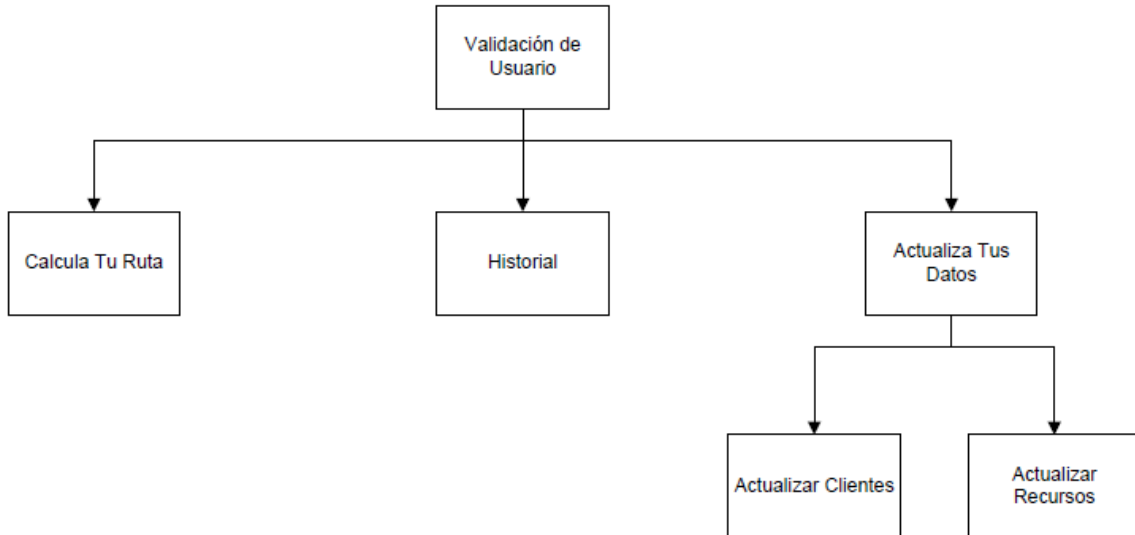 Validación de
Usuario
Calcula Tu Ruta
Historial
Actualiza Tus
Datos
Actualizar Clientes
Actualizar
Recursos